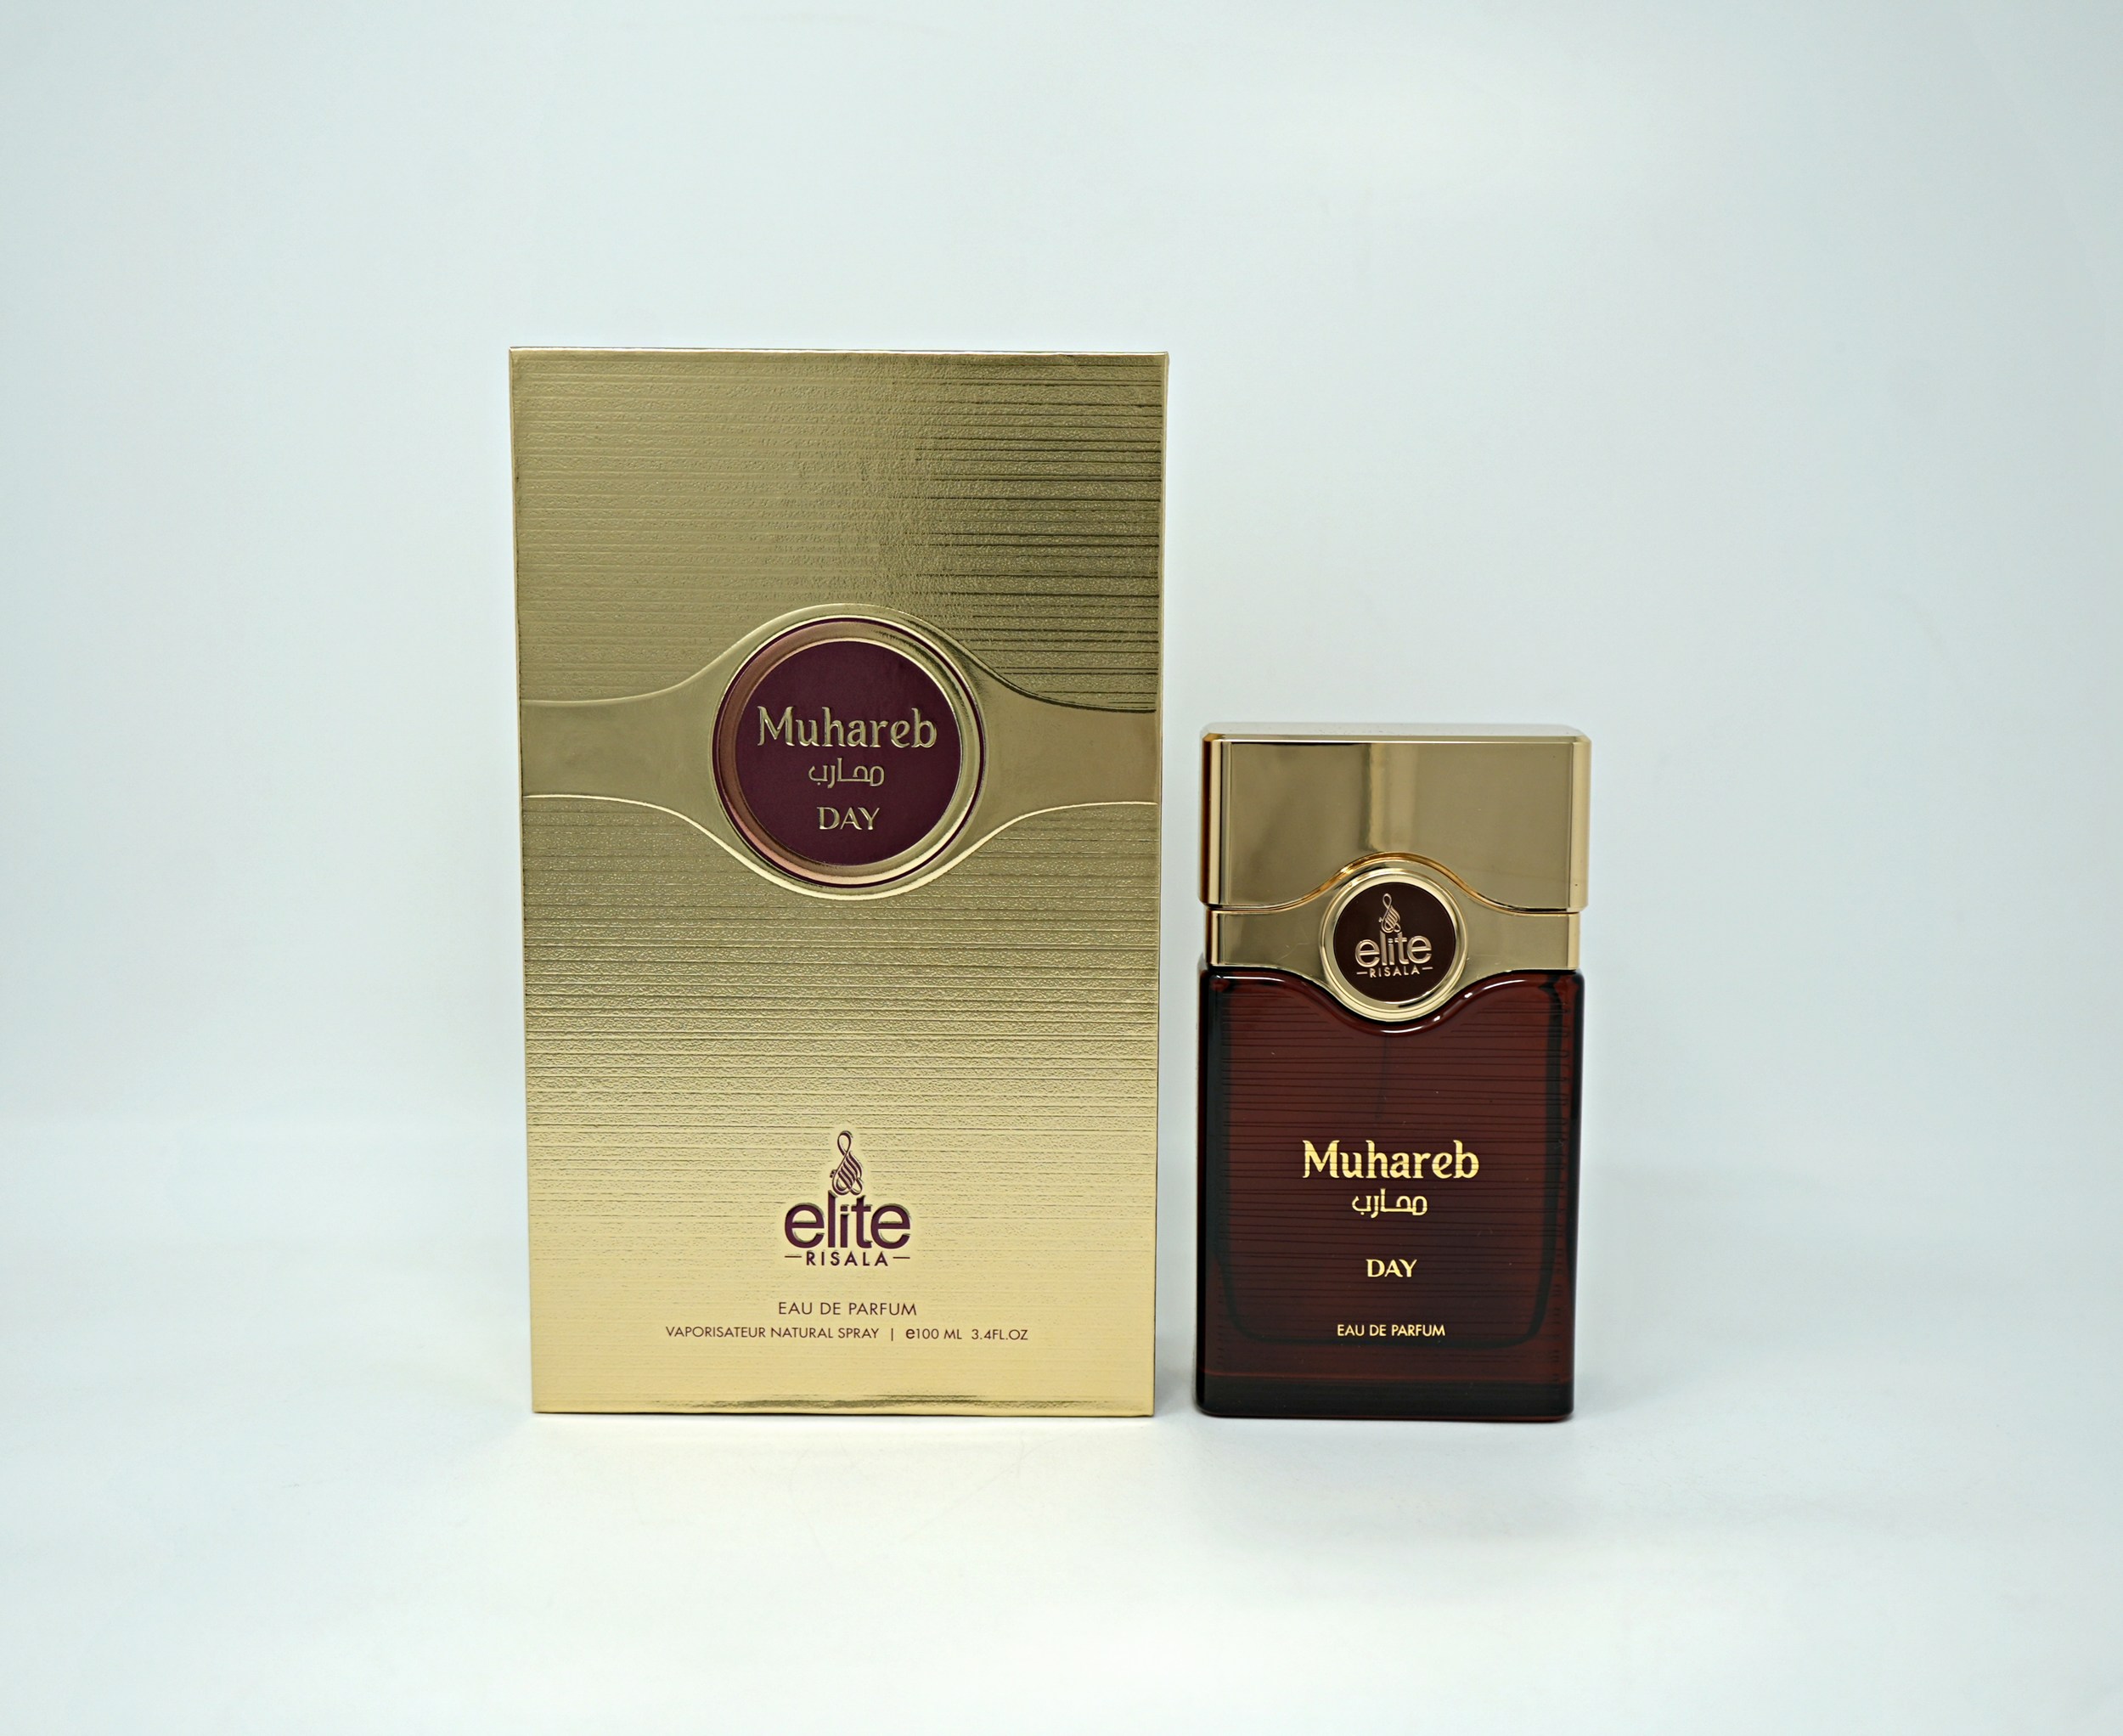 Muhareb
محارب
DAY
elite
RISALA
EAU DE PARFUM
VAPORISATEUR NATURAL SPRAY | e100 ML 3.4FL.OZ
elite
RISALA
Muhareb
محارب
DAY
EAU DE PARFUM